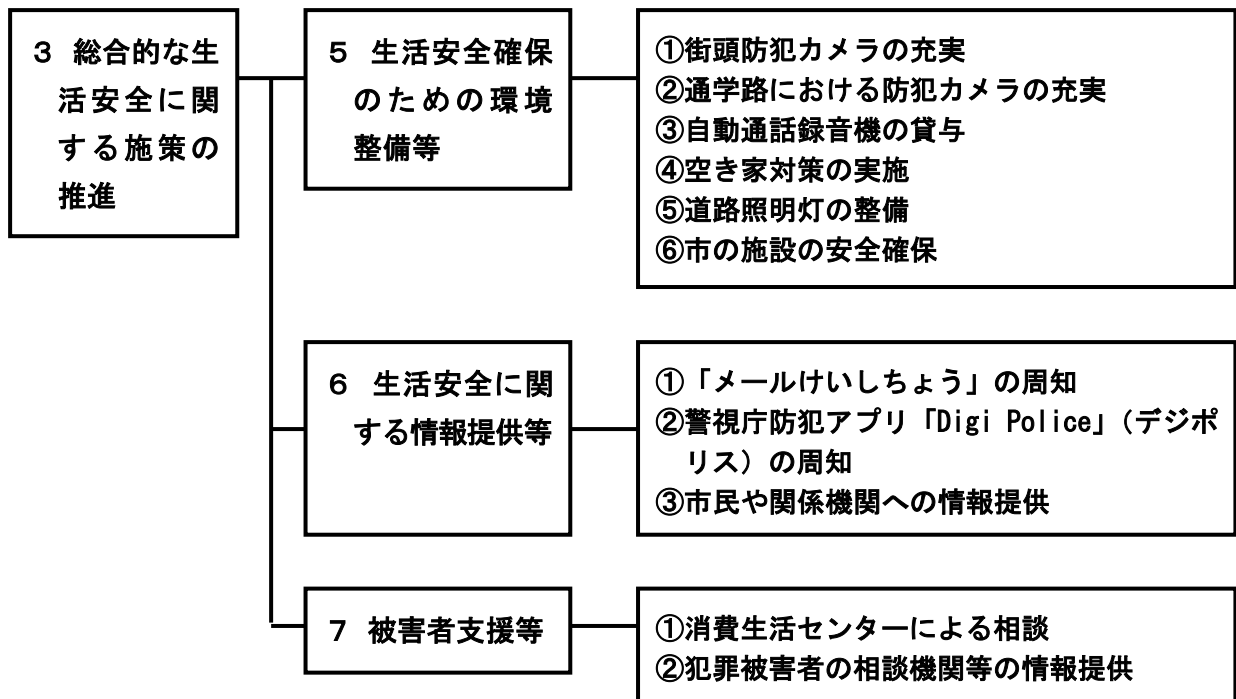 ３　総合的な生
活安全に関
する施策の
推進
５　生活安全確保
のための環境
整備等
①街頭防犯カメラの充実
②通学路における防犯カメラの充実
③自動通話録音機の貸与
④空き家対策の実施
⑤道路照明灯の整備
⑥市の施設の安全確保
６　生活安全に関
する情報提供等
①「メールけいしちょう」の周知
②警視庁防犯アプリ「Digi Police」（デジポ
リス）の周知
③市民や関係機関への情報提供
７　被害者支援等
①消費生活センターによる相談
②犯罪被害者の相談機関等の情報提供